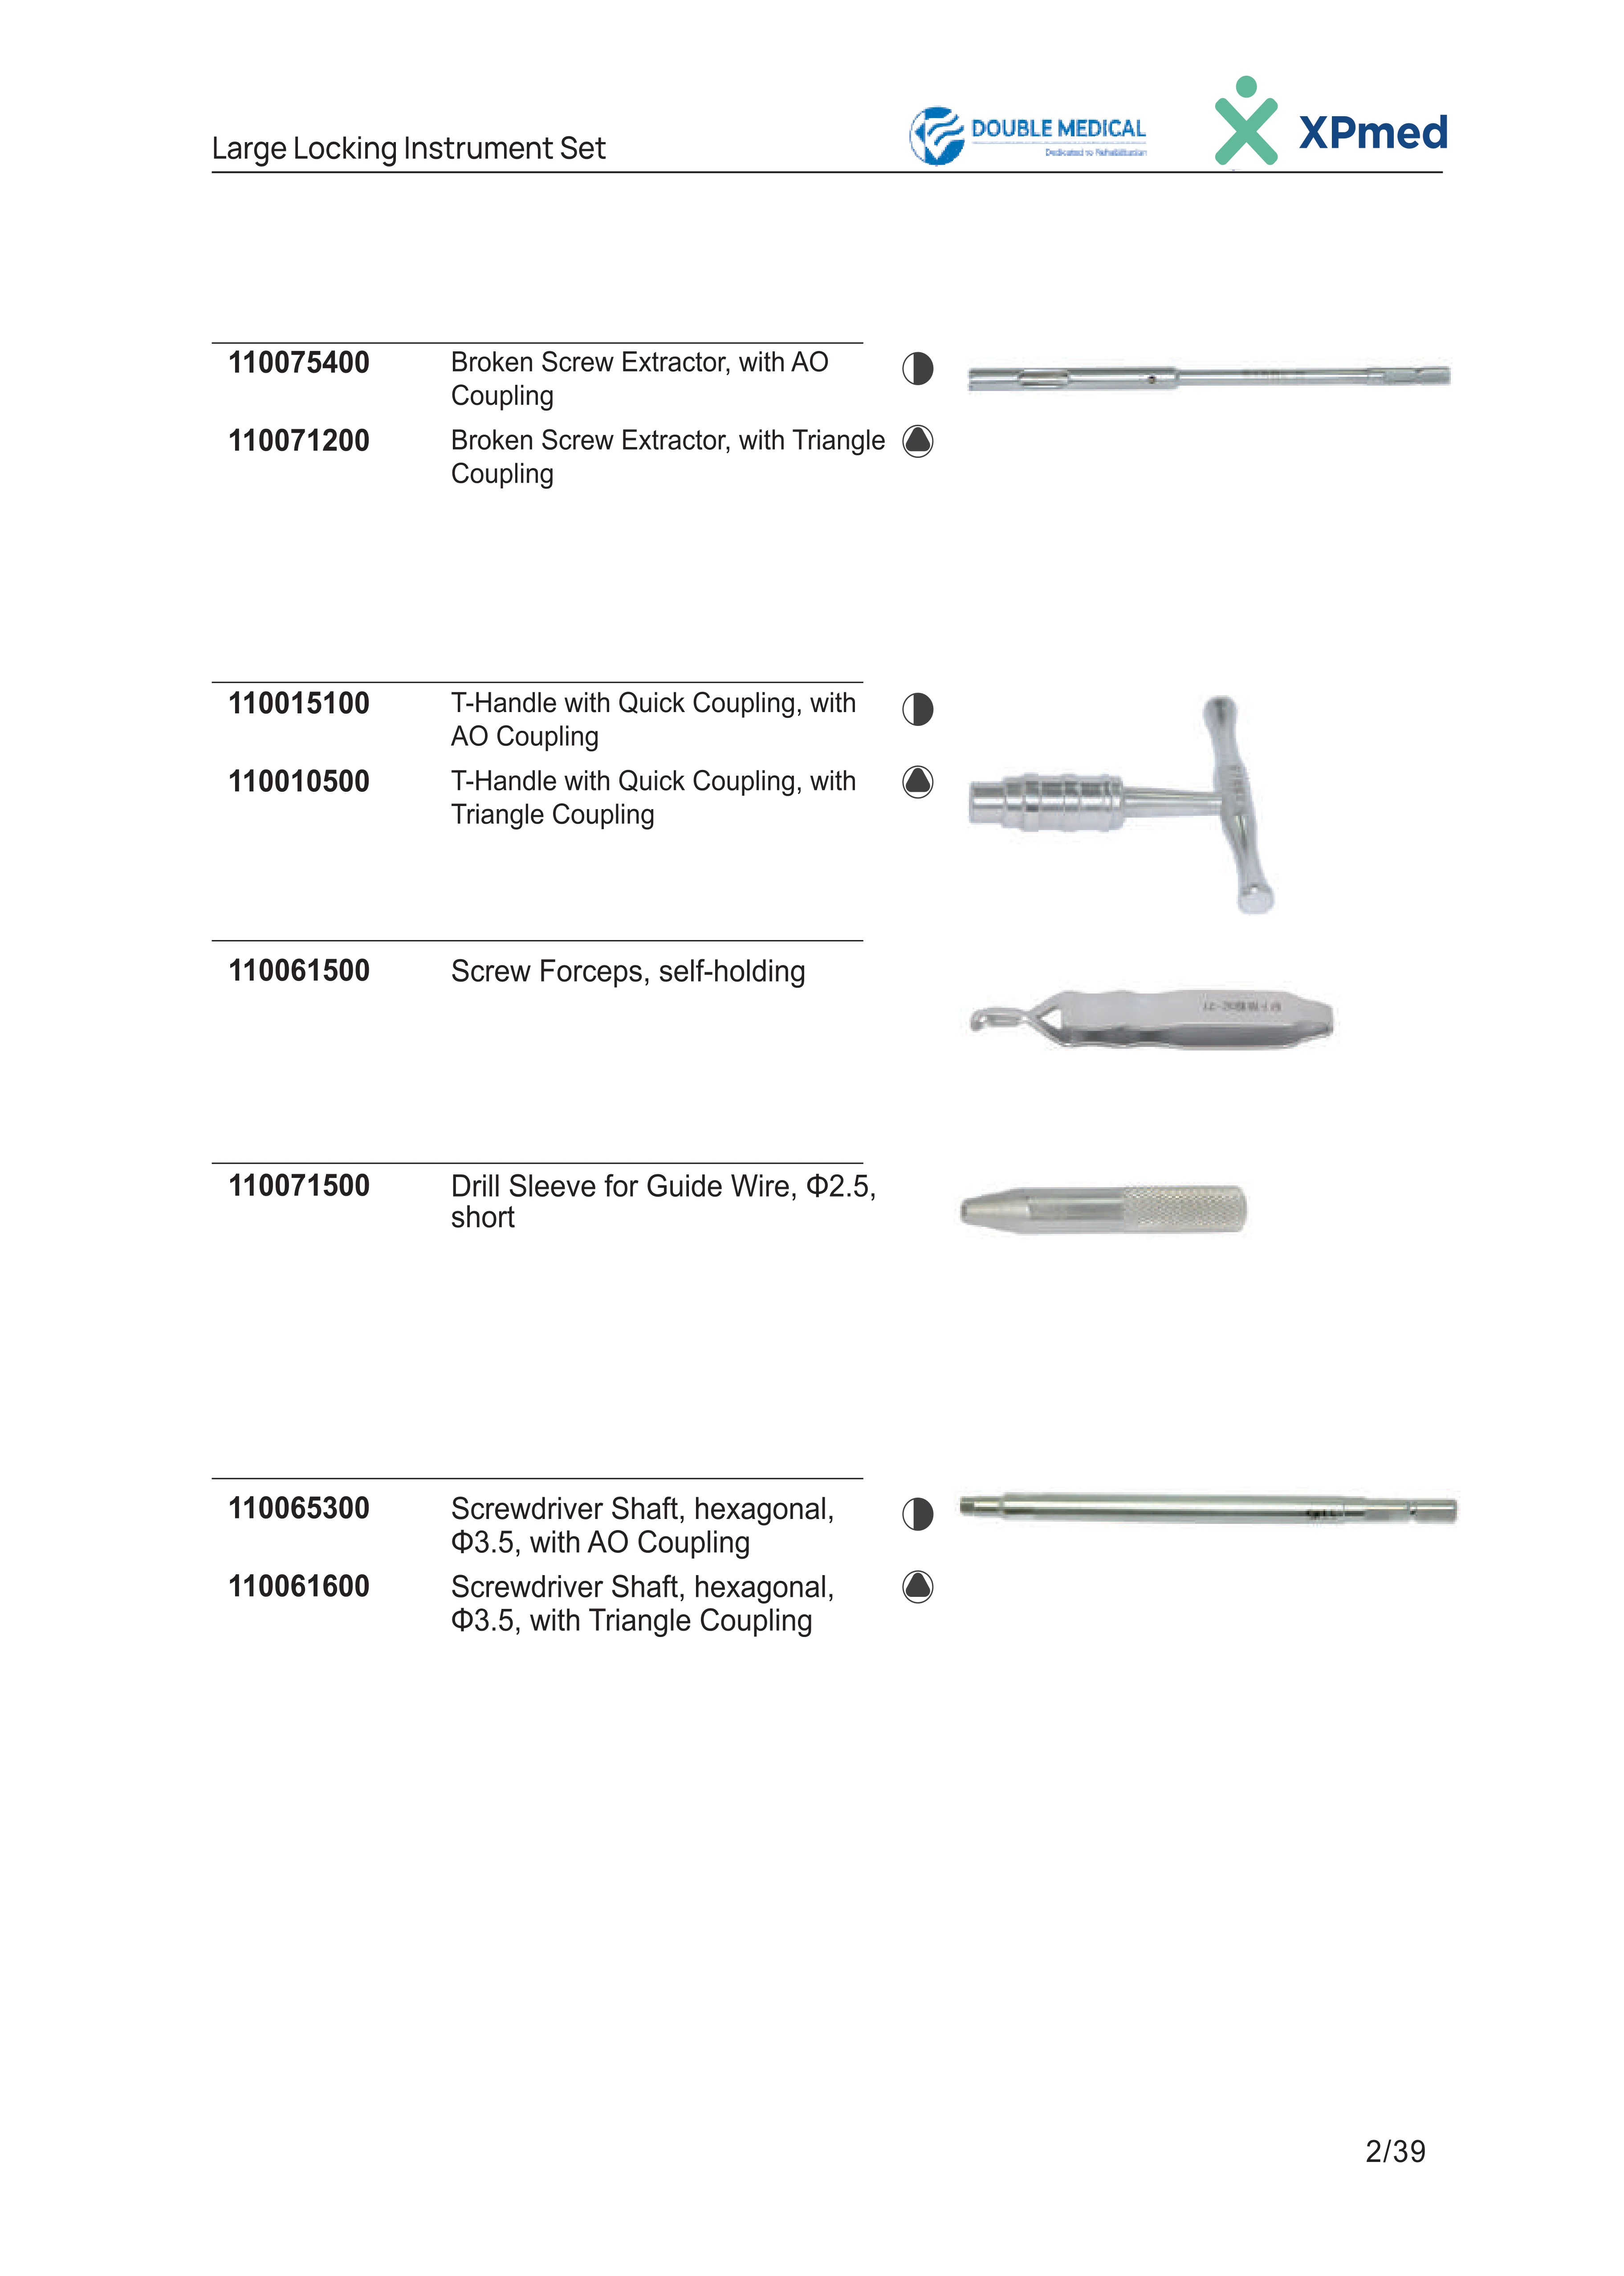 Large Locking Instrument Set
DOUBLE MEDICAL
Dedicated to Rehabilitation
XPmed
110075400 Broken Screw Extractor, with AO
Coupling
110071200 Broken Screw Extractor, with Triangle
Coupling
110015100 T-Handle with Quick Coupling, with
AO Coupling
110010500 T-Handle with Quick Coupling, with
Triangle Coupling
110061500 Screw Forceps, self-holding
110071500 Drill Sleeve for Guide Wire, Φ2.5,
short
110065300 Screwdriver Shaft, hexagonal,
Φ3.5, with AO Coupling
110061600 Screwdriver Shaft, hexagonal,
Φ3.5, with Triangle Coupling
2/39